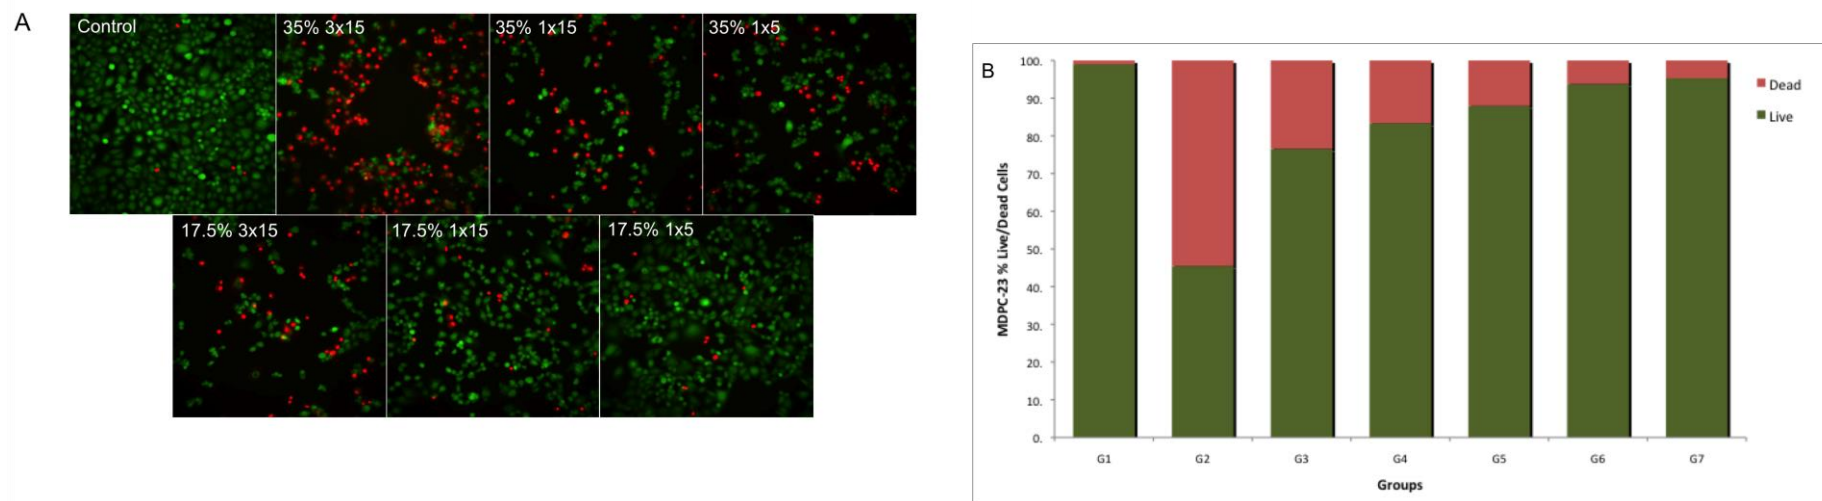 A
Control
35% 3x15
35% 1x15
35% 1x5
17.5% 3x15
17.5% 1x15
17.5% 1x5
B
MDPC-23 % Live/Dead Cells
100.
90.
80.
70.
60.
50.
40.
30.
20.
10.
0.
G1 G2 G3 G4 G5 G6 G7
Groups
Dead
Live